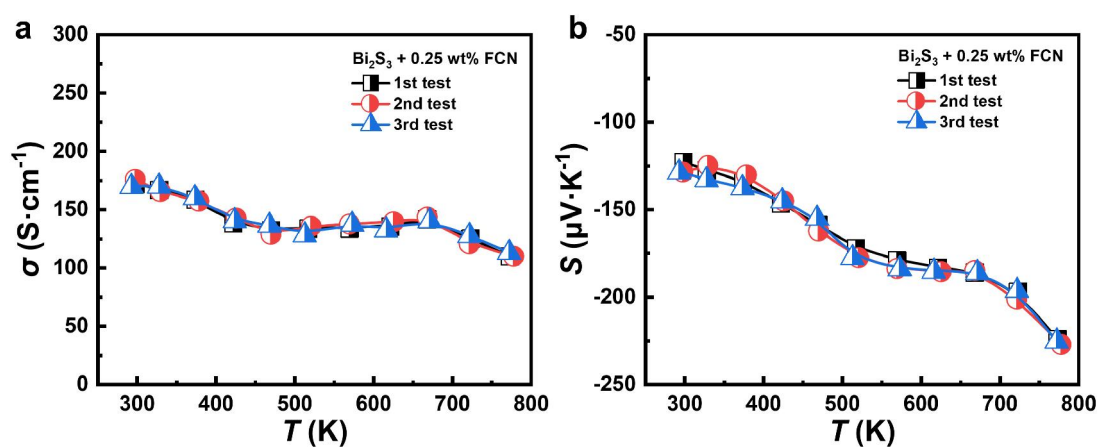 a
300
250
200
150
100
50
0
σ (S·cm⁻¹)
Bi₂S₃ + 0.25 wt% FCN
1st test
2nd test
3rd test
300 400 500 600 700 800
T (K)
b
-50
-100
-150
-200
-250
S (μV·K⁻¹)
Bi₂S₃ + 0.25 wt% FCN
1st test
2nd test
3rd test
300 400 500 600 700 800
T (K)